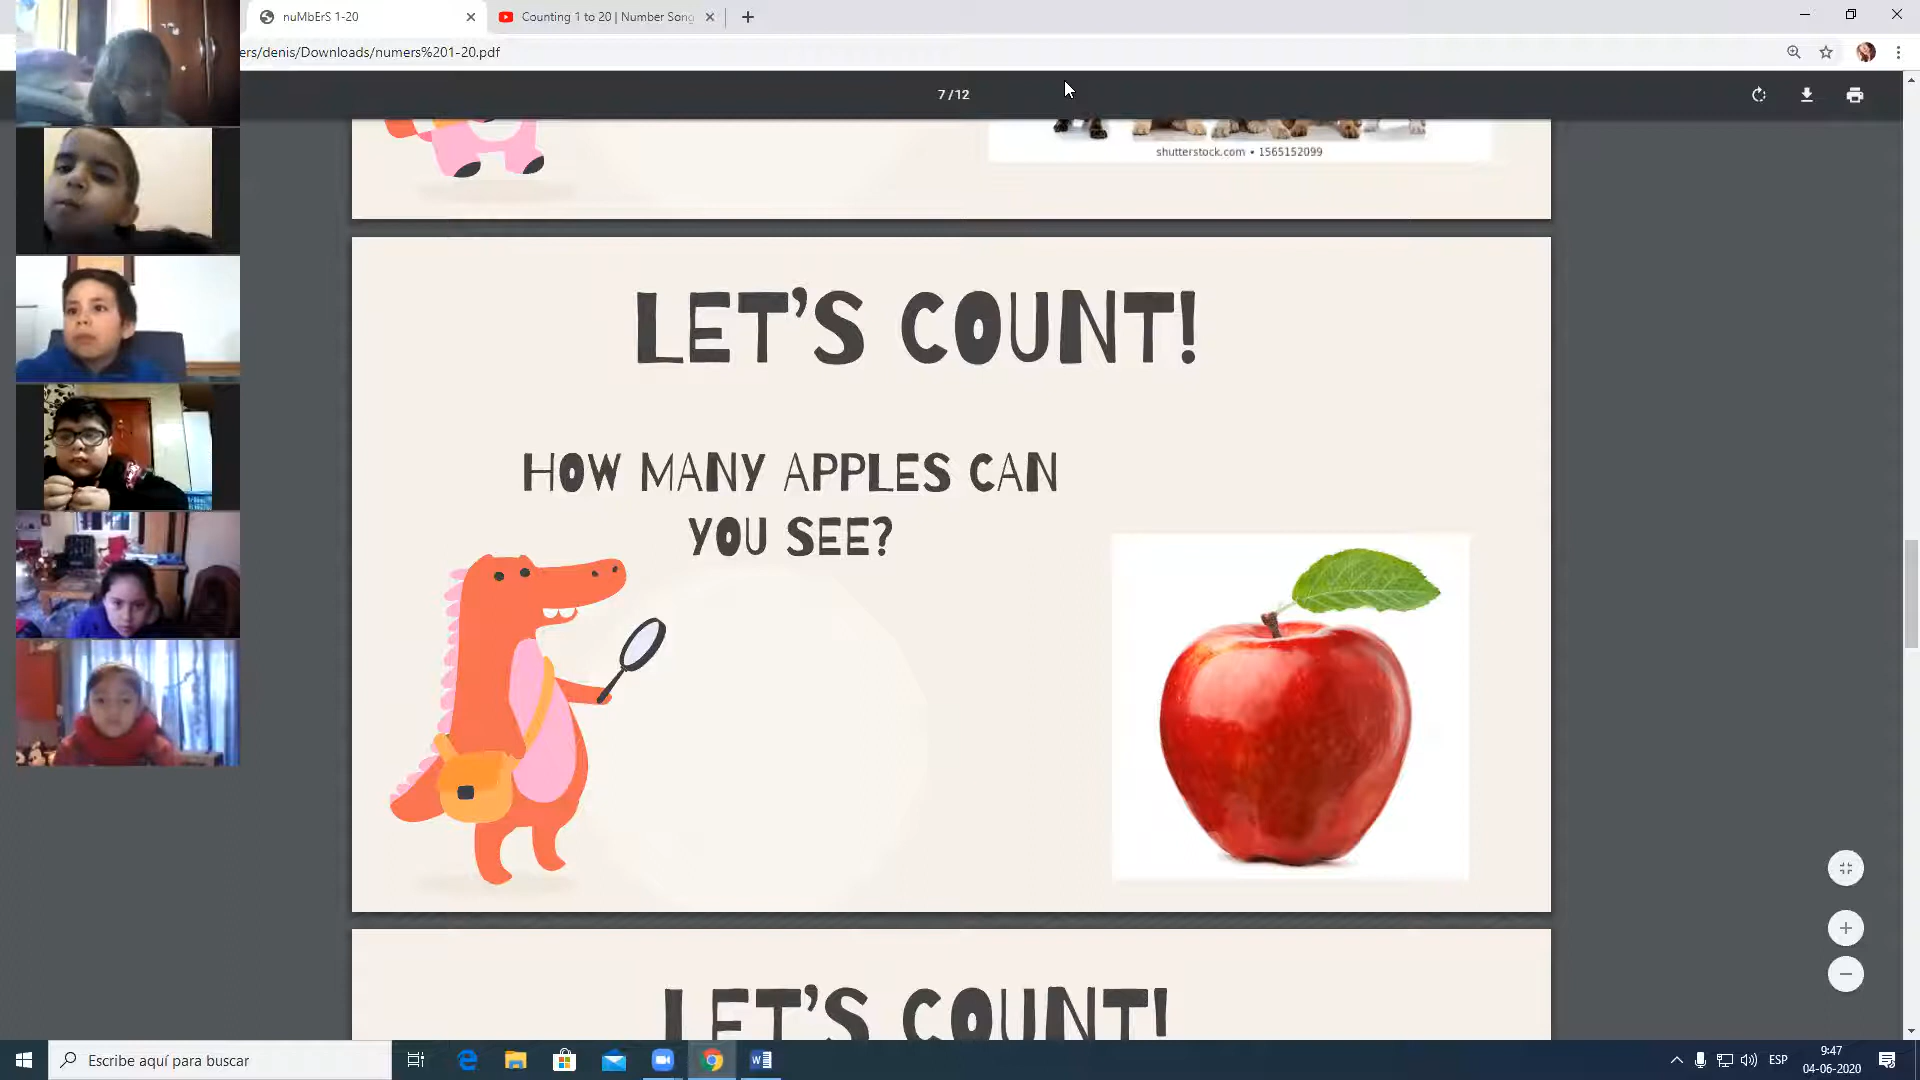 nuMbErS 1-20
Counting 1 to 20 | Number Song
ers/denis/Downloads/numers%201-20.pdf
7 / 12
shutterstock.com • 1565152099
LET'S COUNT!
HOW MANY APPLES CAN
YOU SEE?
LET'S COUNT!
Escribe aquí para buscar
ESP
9:47
04-06-2020